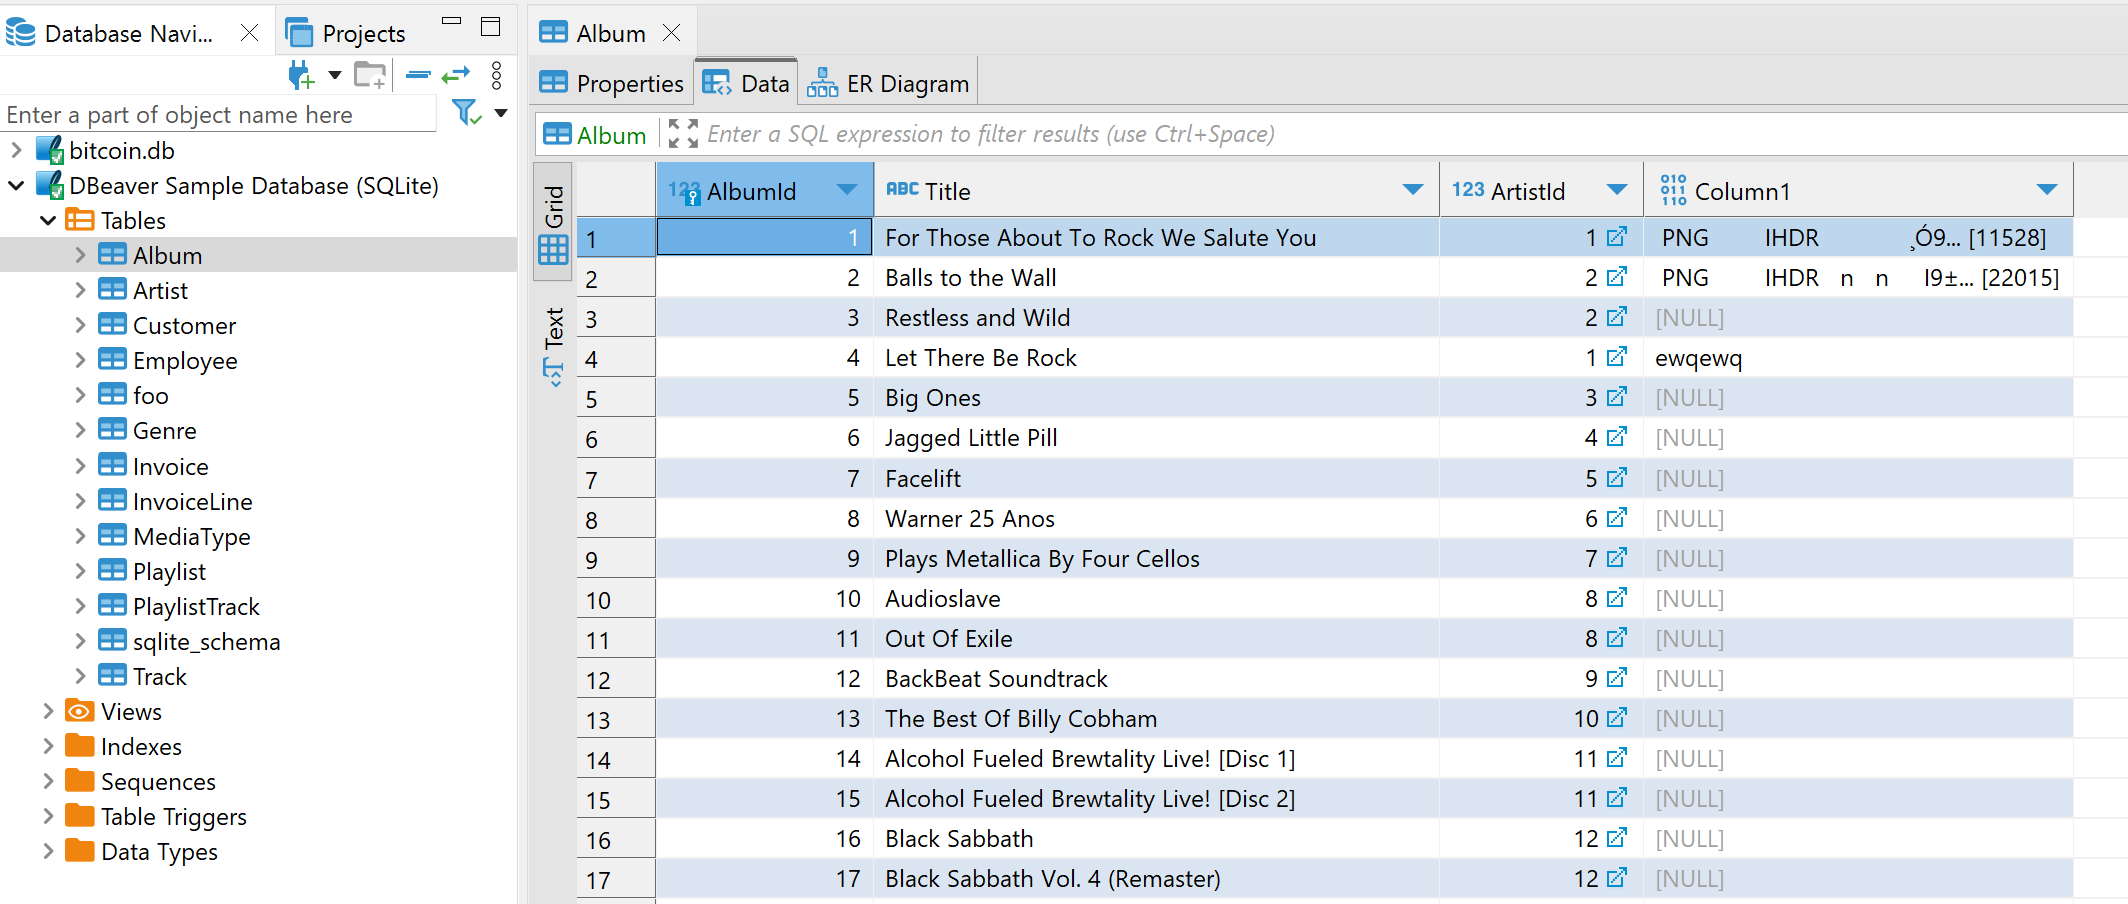 Database Navi...
Projects
Enter a part of object name here
bitcoin.db
DBeaver Sample Database (SQLite)
Tables
Album
Artist
Customer
Employee
foo
Genre
Invoice
InvoiceLine
MediaType
Playlist
PlaylistTrack
sqlite_schema
Track
Views
Indexes
Sequences
Table Triggers
Data Types
Album
Properties Data ER Diagram
Album Enter a SQL expression to filter results (use Ctrl+Space)
Grid
Text
123 AlbumId ABC Title 123 ArtistId 010 110 Column1
1 1 For Those About To Rock We Salute You 1 PNG IHDR ¸Ó9... [11528]
2 2 Balls to the Wall 2 PNG IHDR n n I9±... [22015]
3 3 Restless and Wild 2 [NULL]
4 4 Let There Be Rock 1 ewqewq
5 5 Big Ones 3 [NULL]
6 6 Jagged Little Pill 4 [NULL]
7 7 Facelift 5 [NULL]
8 8 Warner 25 Anos 6 [NULL]
9 9 Plays Metallica By Four Cellos 7 [NULL]
10 10 Audioslave 8 [NULL]
11 11 Out Of Exile 8 [NULL]
12 12 BackBeat Soundtrack 9 [NULL]
13 13 The Best Of Billy Cobham 10 [NULL]
14 14 Alcohol Fueled Brewtality Live! [Disc 1] 11 [NULL]
15 15 Alcohol Fueled Brewtality Live! [Disc 2] 11 [NULL]
16 16 Black Sabbath 12 [NULL]
17 17 Black Sabbath Vol. 4 (Remaster) 12 [NULL]